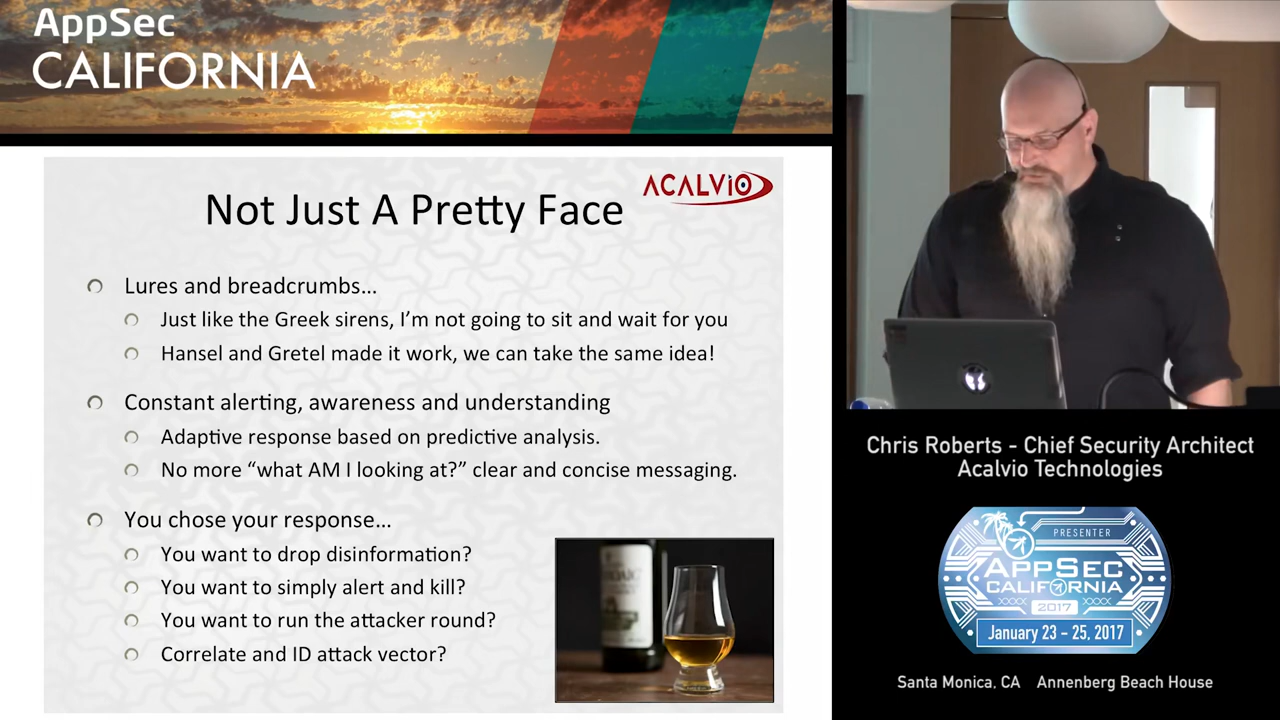 AppSec
CALIFORNIA
ACALVIO
Not Just A Pretty Face
Lures and breadcrumbs…
Just like the Greek sirens, I'm not going to sit and wait for you
Hansel and Gretel made it work, we can take the same idea!
Constant alerting, awareness and understanding
Adaptive response based on predictive analysis.
No more “what AM I looking at?” clear and concise messaging.
You chose your response…
You want to drop disinformation?
You want to simply alert and kill?
You want to run the attacker round?
Correlate and ID attack vector?
Chris Roberts - Chief Security Architect
Acalvio Technologies
PRESENTER
APPSEC
CALIFORNIA
2017
January 23 - 25, 2017
Santa Monica, CA Annenberg Beach House